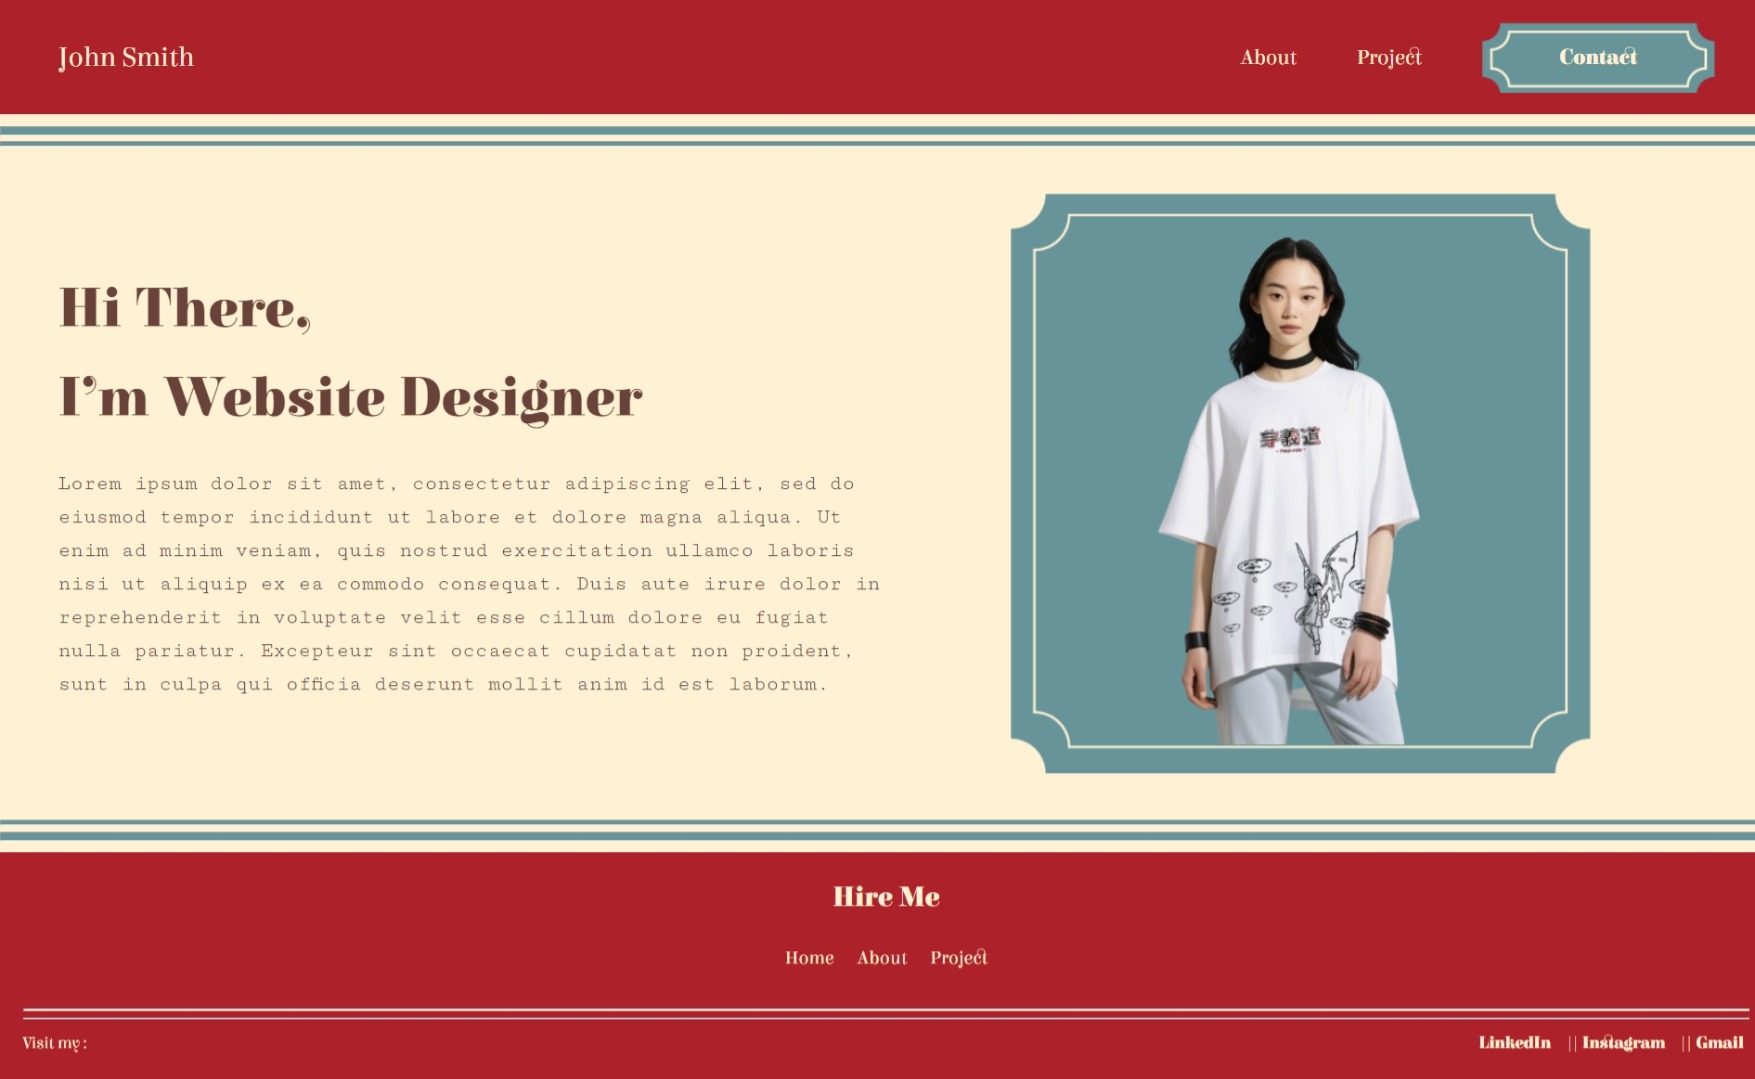 John Smith
About
Project
Contact
Hi There,
I’m Website Designer
Lorem ipsum dolor sit amet, consectetur adipiscing elit, sed do
eiusmod tempor incididunt ut labore et dolore magna aliqua. Ut
enim ad minim veniam, quis nostrud exercitation ullamco laboris
nisi ut aliquip ex ea commodo consequat. Duis aute irure dolor in
reprehenderit in voluptate velit esse cillum dolore eu fugiat
nulla pariatur. Excepteur sint occaecat cupidatat non proident,
sunt in culpa qui officia deserunt mollit anim id est laborum.
義道
Hire Me
Home About Project
Visit my :
LinkedIn || Instagram || Gmail